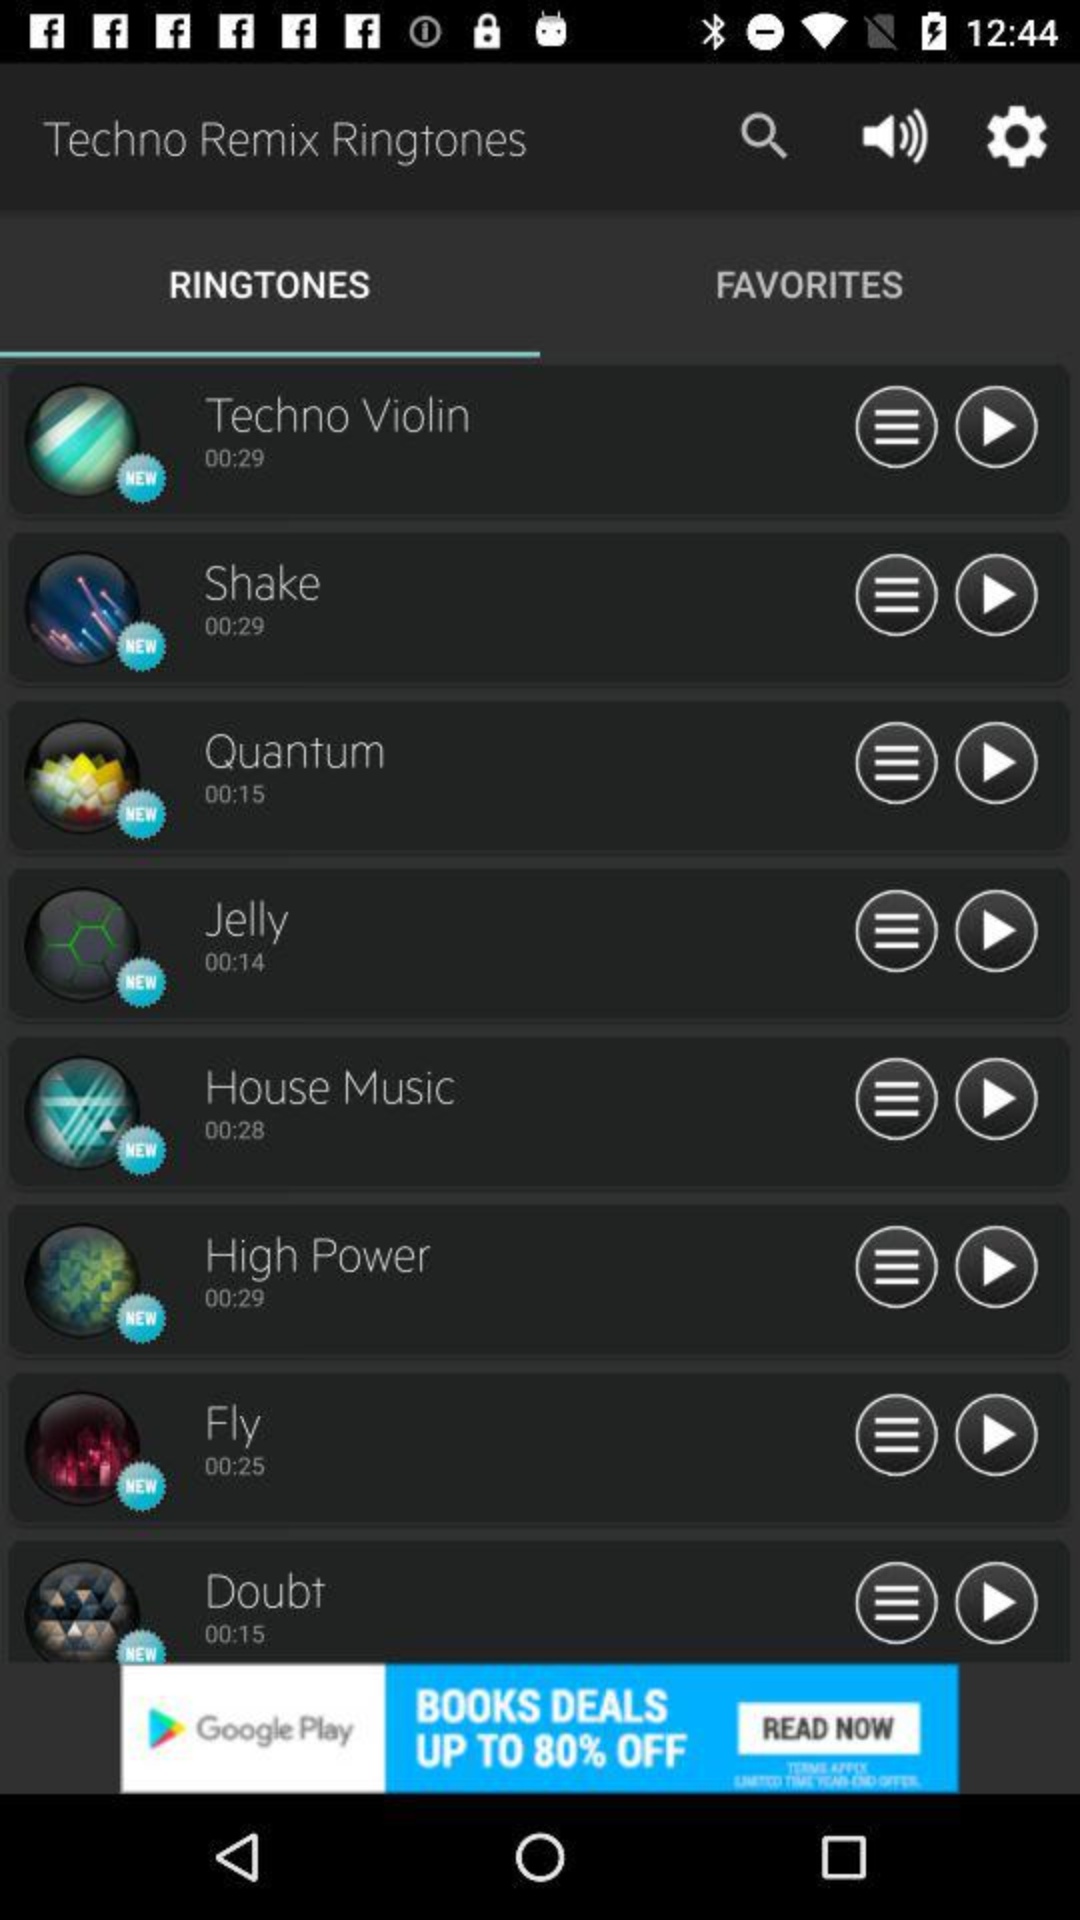 12:44
Techno Remix Ringtones
RINGTONES FAVORITES
Techno Violin
00:29
NEW
Shake
00:29
NEW
Quantum
00:15
NEW
Jelly
00:14
NEW
House Music
00:28
NEW
High Power
00:29
NEW
Fly
00:25
NEW
Doubt
00:15
NEW
Google Play
BOOKS DEALS
UP TO 80% OFF
READ NOW
TERMS APPLY.
LIMITED TIME YEAR-END OFFER.